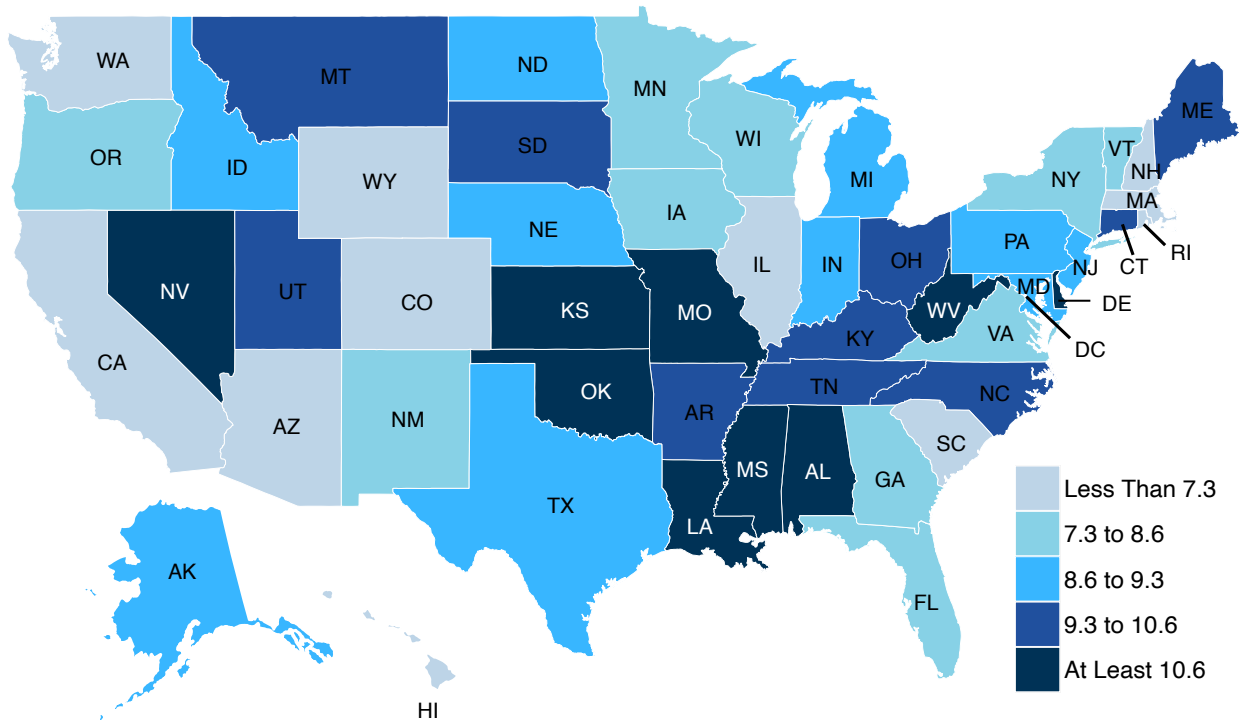 WA
MT
ND
MN
ME
OR
ID
SD
WI
VT
NH
WY
MI
NY
MA
NE
IA
PA
RI
CT
NV
UT
CO
KS
MO
IL
IN
OH
NJ
MD
DE
WV
CA
KY
VA
DC
AZ
NM
OK
AR
TN
NC
SC
TX
LA
MS
AL
GA
FL
AK
HI
Less Than 7.3
7.3 to 8.6
8.6 to 9.3
9.3 to 10.6
At Least 10.6